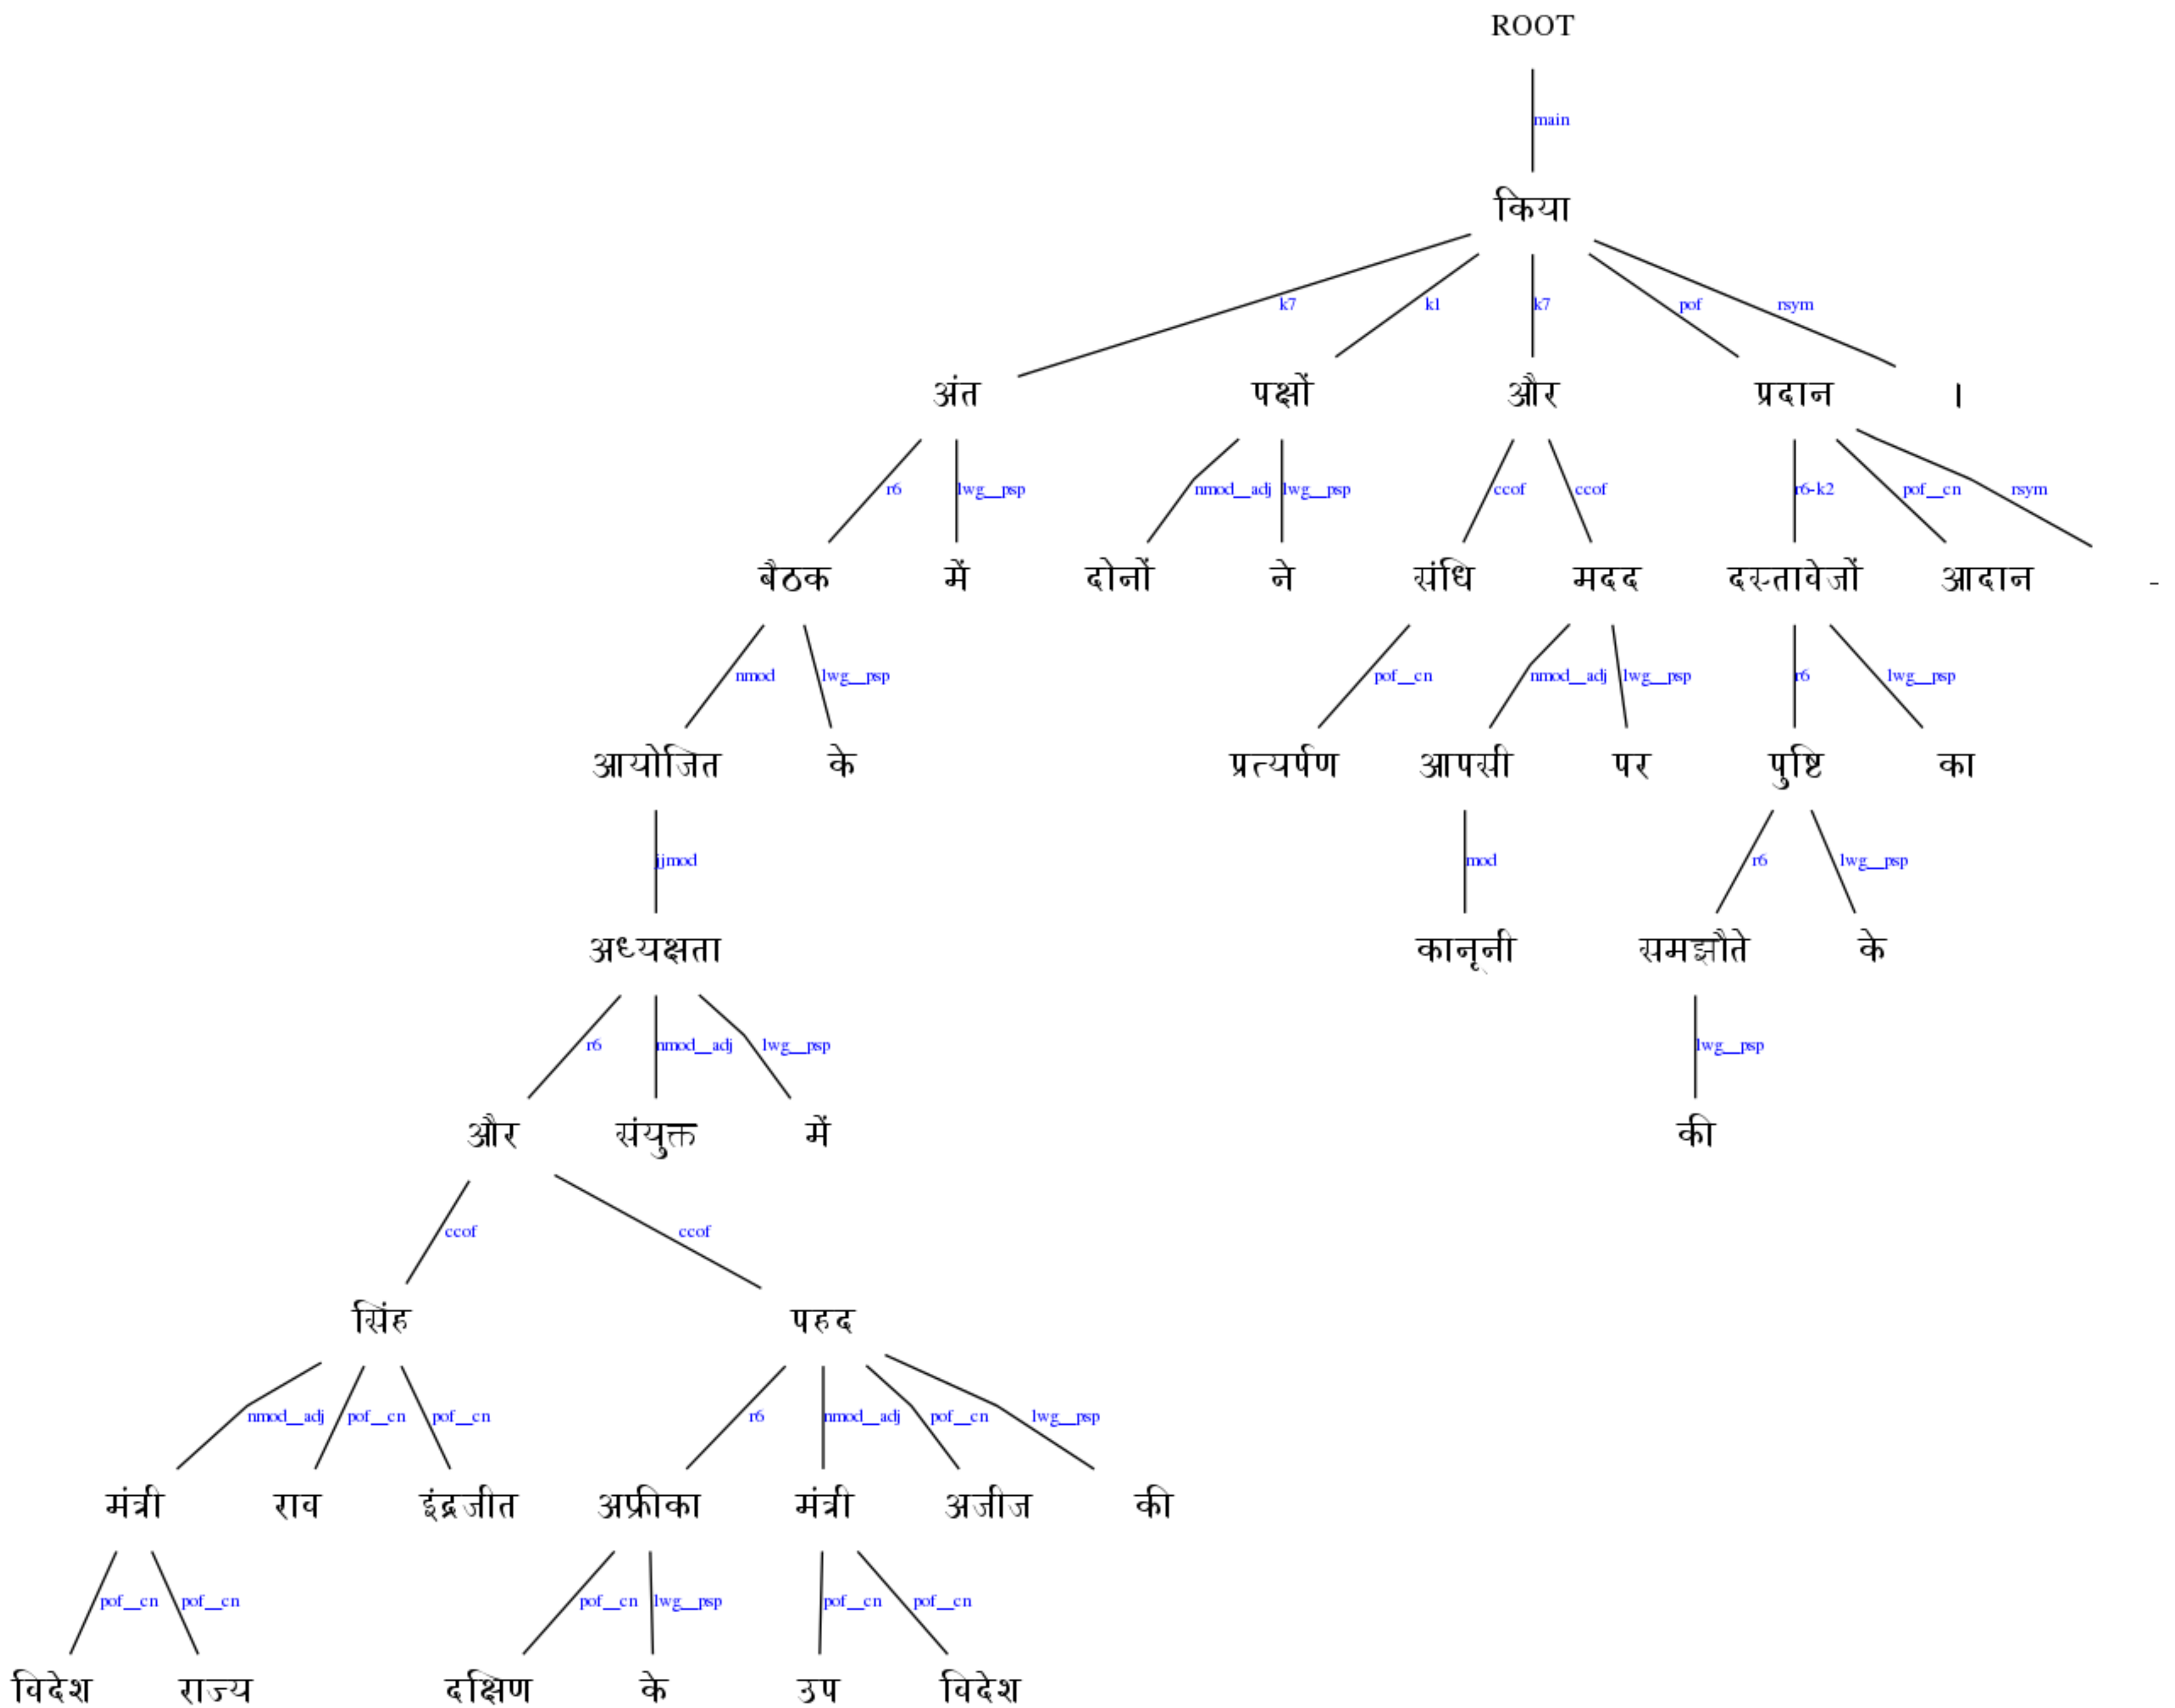 ROOT
main
किया
k7 k1 k7 pof rsym
अंत पक्षों और प्रदान ।
r6 lwg__psp nmod__adj lwg__psp ccof ccof r6-k2 pof__cn rsym
बैठक में दोनों ने संधि मदद दस्तावेजों आदान -
nmod lwg__psp pof__cn nmod__adj lwg__psp r6 lwg__psp
आयोजित के प्रत्यर्पण आपसी पर पुष्टि का
jjmod mod r6 lwg__psp
अध्यक्षता कानूनी समझौते के
r6 nmod__adj lwg__psp lwg__psp
और संयुक्त में की
ccof ccof
सिंह पहद
nmod__adj pof__cn pof__cn r6 nmod__adj pof__cn lwg__psp
मंत्री राव इंद्रजीत अफ्रीका मंत्री अजीज की
pof__cn pof__cn pof__cn lwg__psp pof__cn pof__cn
विदेश राज्य दक्षिण के उप विदेश